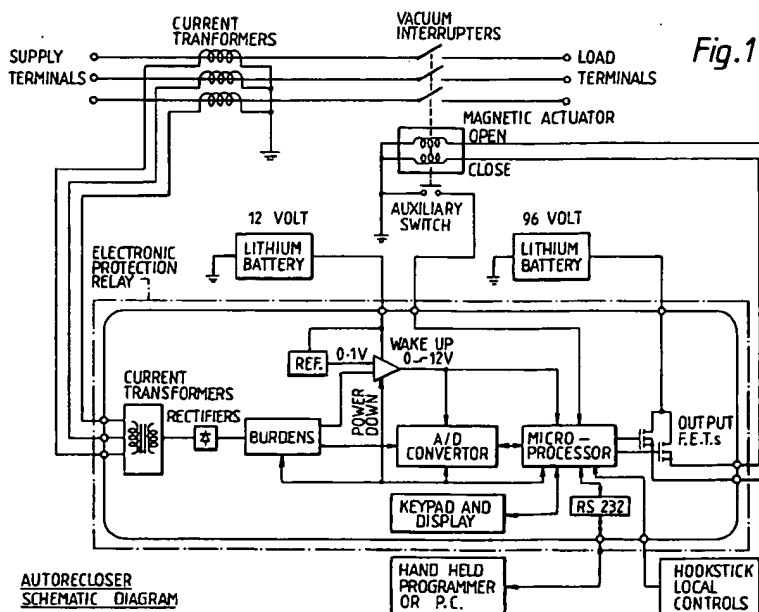 CURRENT
TRANFORMERS
VACUUM
INTERRUPTERS
Fig.1
SUPPLY
TERMINALS
LOAD
TERMINALS
MAGNETIC ACTUATOR
OPEN
CLOSE
AUXILIARY
SWITCH
12 VOLT
96 VOLT
LITHIUM
BATTERY
LITHIUM
BATTERY
ELECTRONIC
PROTECTION
RELAY
WAKE UP
REF.
0·1V
0–12V
POWER
DOWN
CURRENT
TRANSFORMERS
RECTIFIERS
BURDENS
A/D
CONVERTOR
MICRO–
PROCESSOR
OUTPUT
F.E.T.s
KEYPAD AND
DISPLAY
RS 232
HAND HELD
PROGRAMMER
OR P.C.
HOOKSTICK
LOCAL
CONTROLS
AUTORECLOSER
SCHEMATIC DIAGRAM